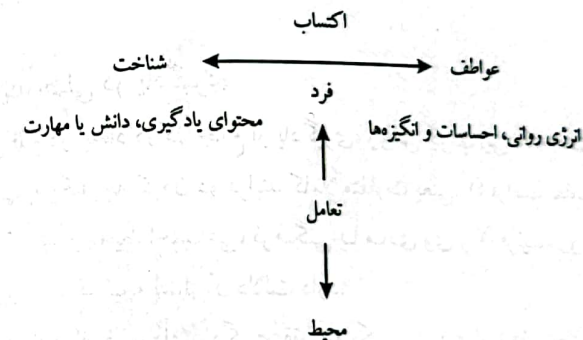 اکتساب
عواطف شناخت
فرد
انرژی روانی، احساسات و انگیزه‌ها محتوای یادگیری، دانش یا مهارت
تعامل
محیط